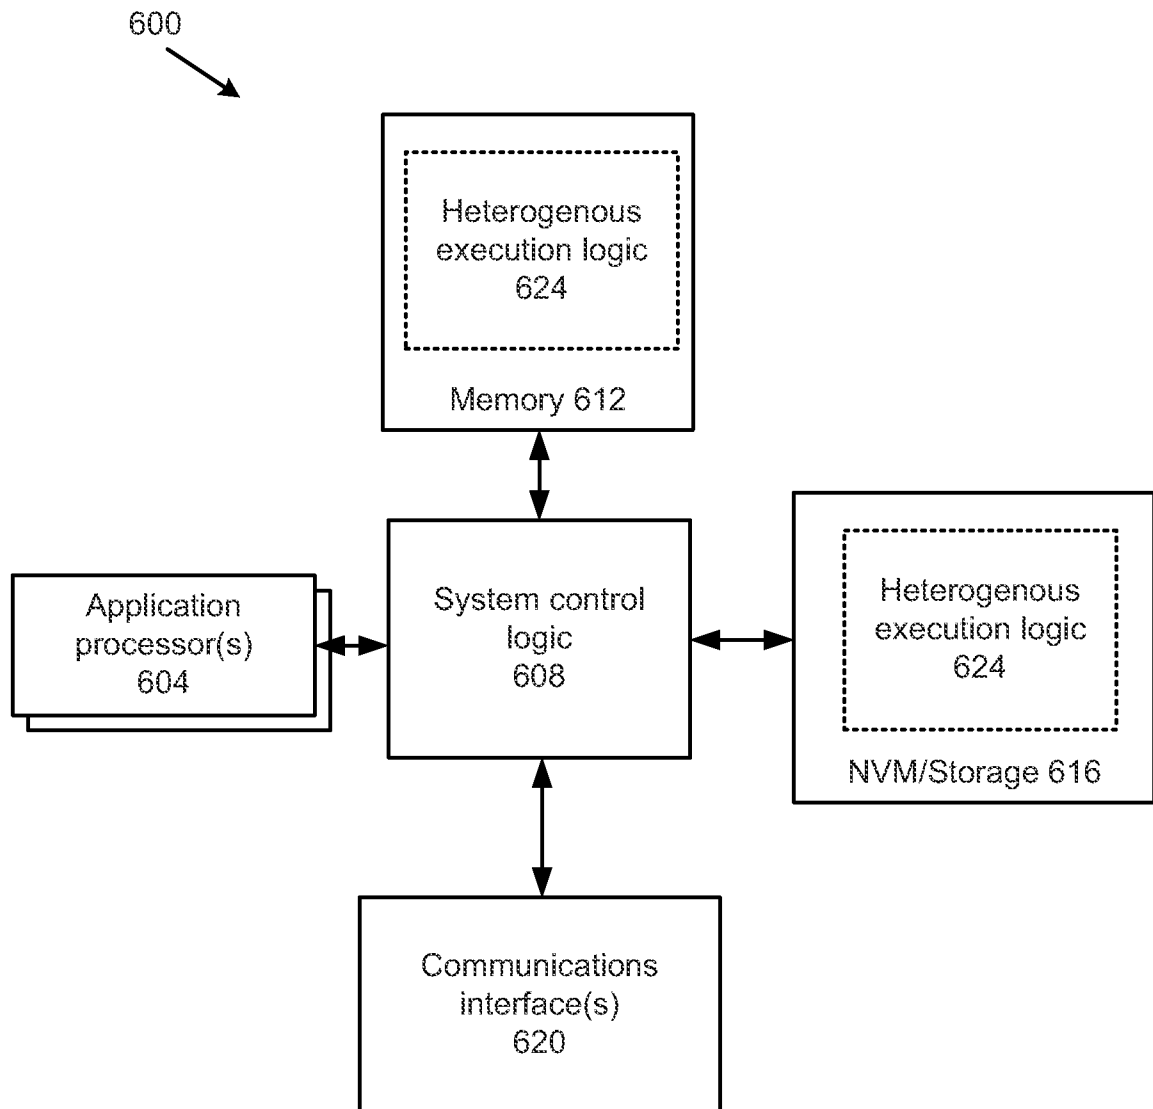 600
Heterogenous
execution logic
624
Memory 612
Application
processor(s)
604
System control
logic
608
Heterogenous
execution logic
624
NVM/Storage 616
Communications
interface(s)
620